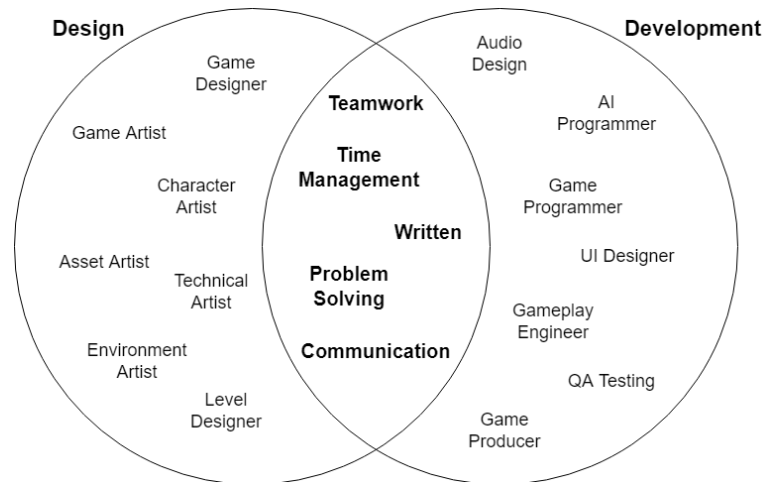 Design
Game
Designer
Game Artist
Character
Artist
Asset Artist
Technical
Artist
Environment
Artist
Level
Designer
Teamwork
Time
Management
Written
Problem
Solving
Communication
Development
Audio
Design
AI
Programmer
Game
Programmer
UI Designer
Gameplay
Engineer
QA Testing
Game
Producer